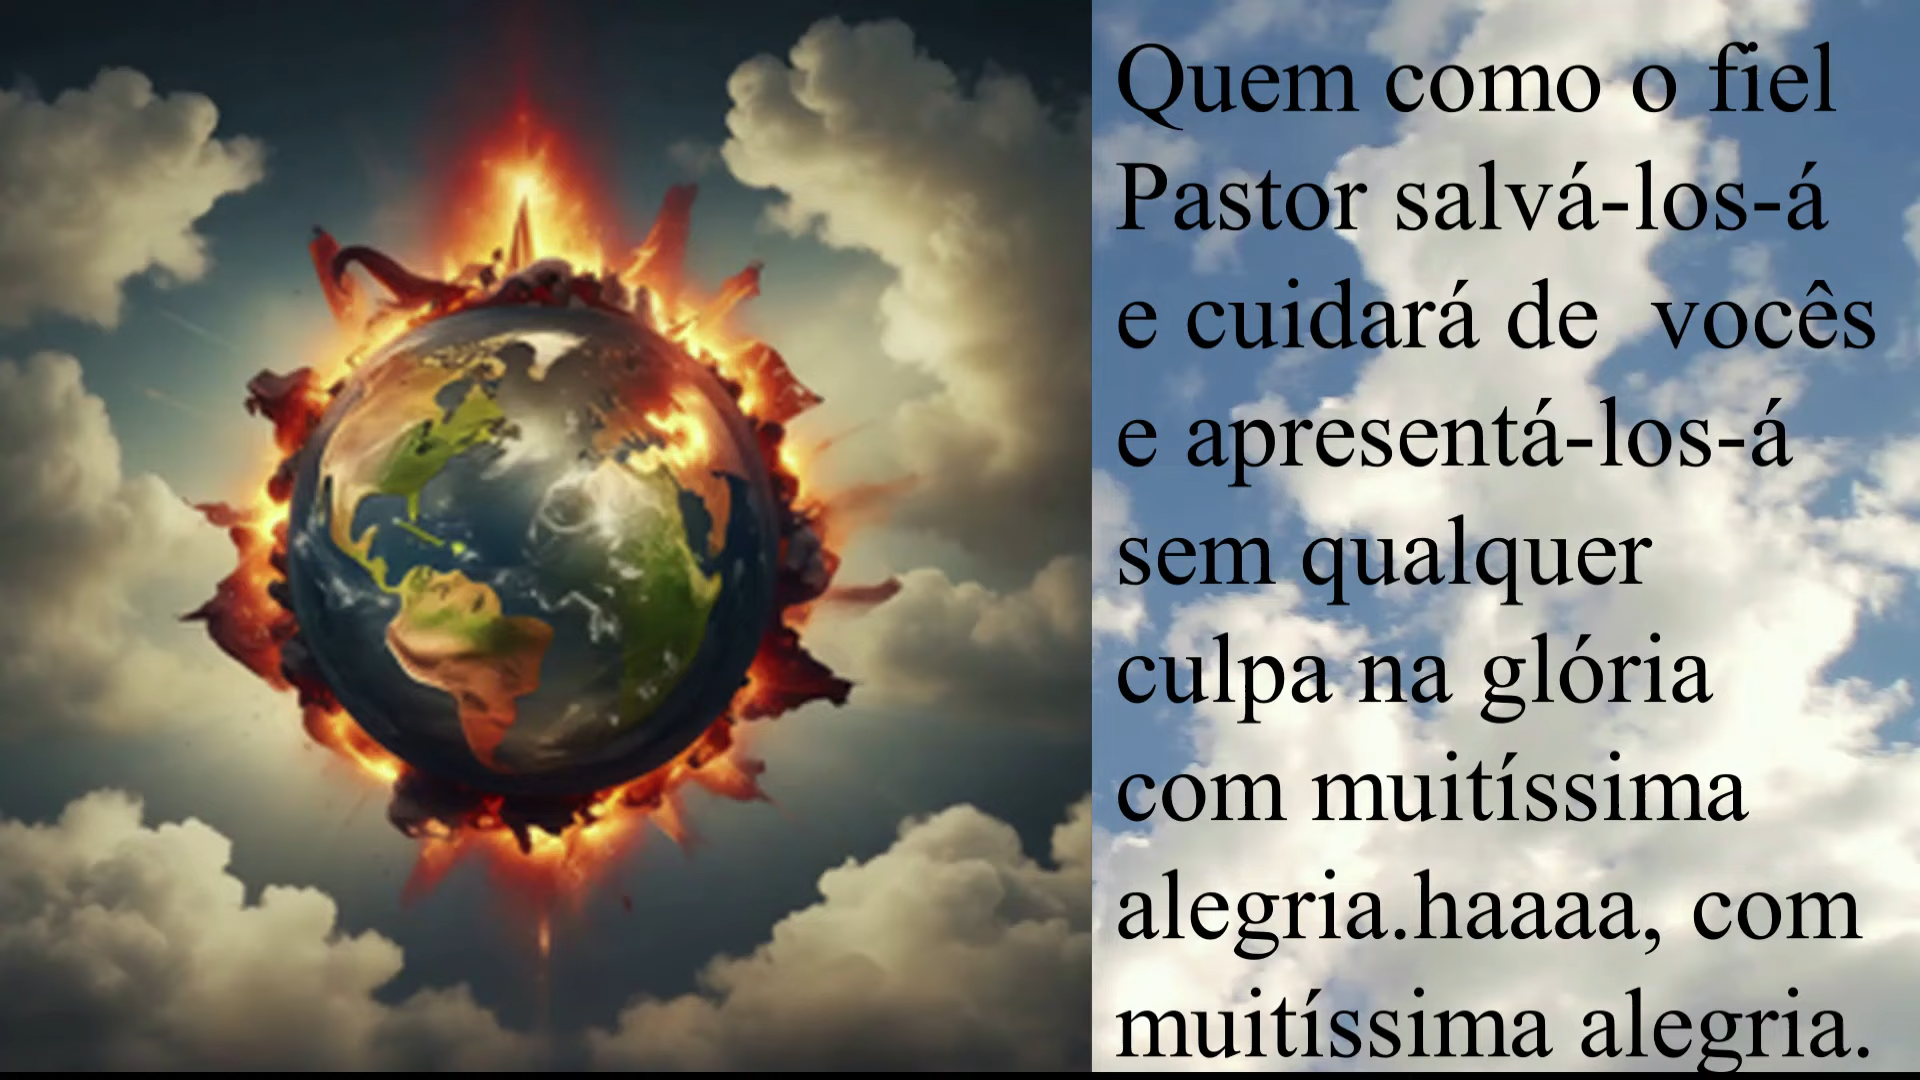 Quem como o fiel
Pastor salvá-los-á
e cuidará de  vocês
e apresentá-los-á
sem qualquer
culpa na glória
com muitíssima
alegria.haaaa, com
muitíssima alegria.